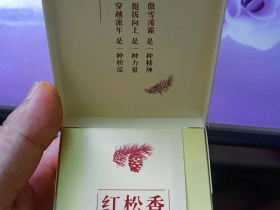 傲雪凌霜 是一种精神
挺拔向上 是一种力量
穿越流年 是一种积淀
红松香